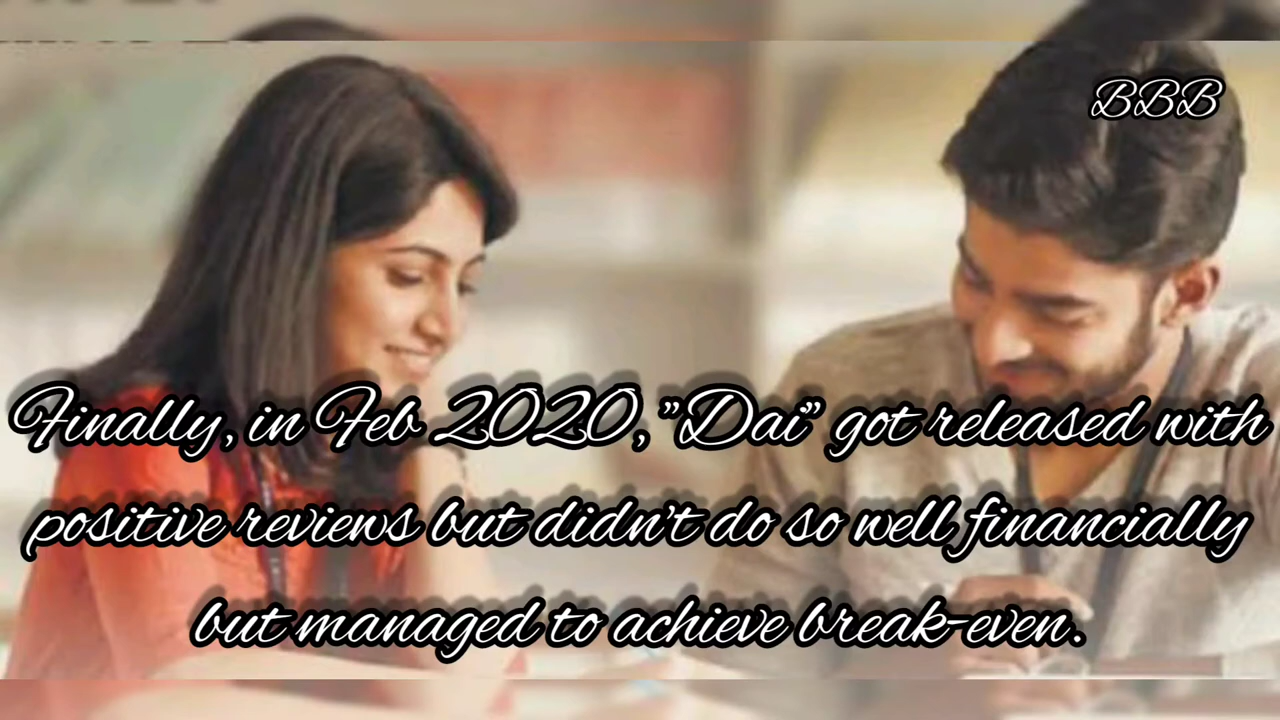 BBB
Finally, in Feb 2020, "Dai" got released with
positive reviews but didn't do so well financially
but managed to achieve break-even.